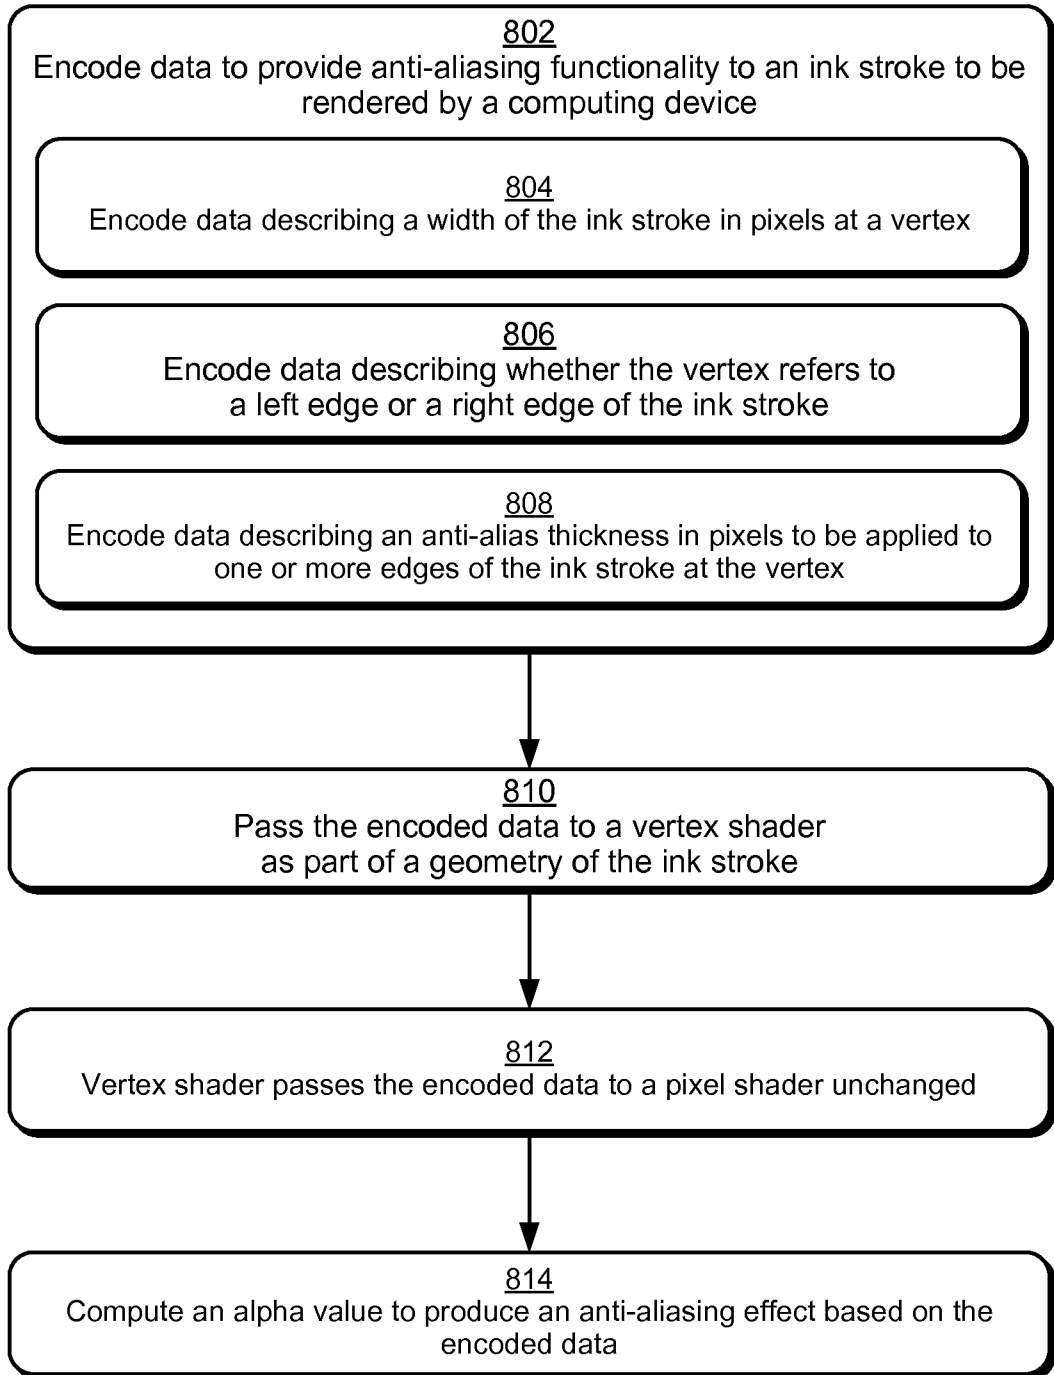 802
Encode data to provide anti-aliasing functionality to an ink stroke to be
rendered by a computing device
804
Encode data describing a width of the ink stroke in pixels at a vertex
806
Encode data describing whether the vertex refers to
a left edge or a right edge of the ink stroke
808
Encode data describing an anti-alias thickness in pixels to be applied to
one or more edges of the ink stroke at the vertex
810
Pass the encoded data to a vertex shader
as part of a geometry of the ink stroke
812
Vertex shader passes the encoded data to a pixel shader unchanged
814
Compute an alpha value to produce an anti-aliasing effect based on the
encoded data